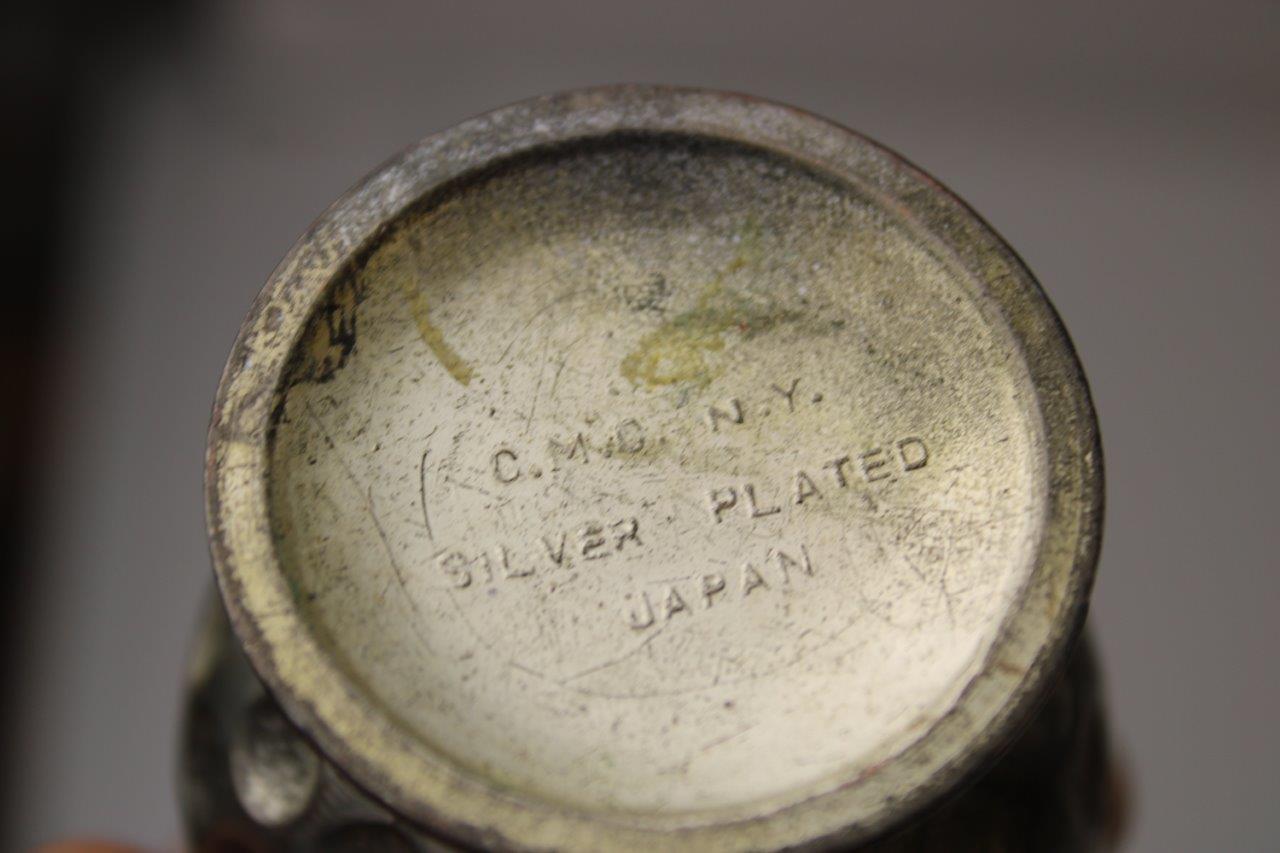 C.M.C. N.Y.
SILVER PLATED
JAPAN